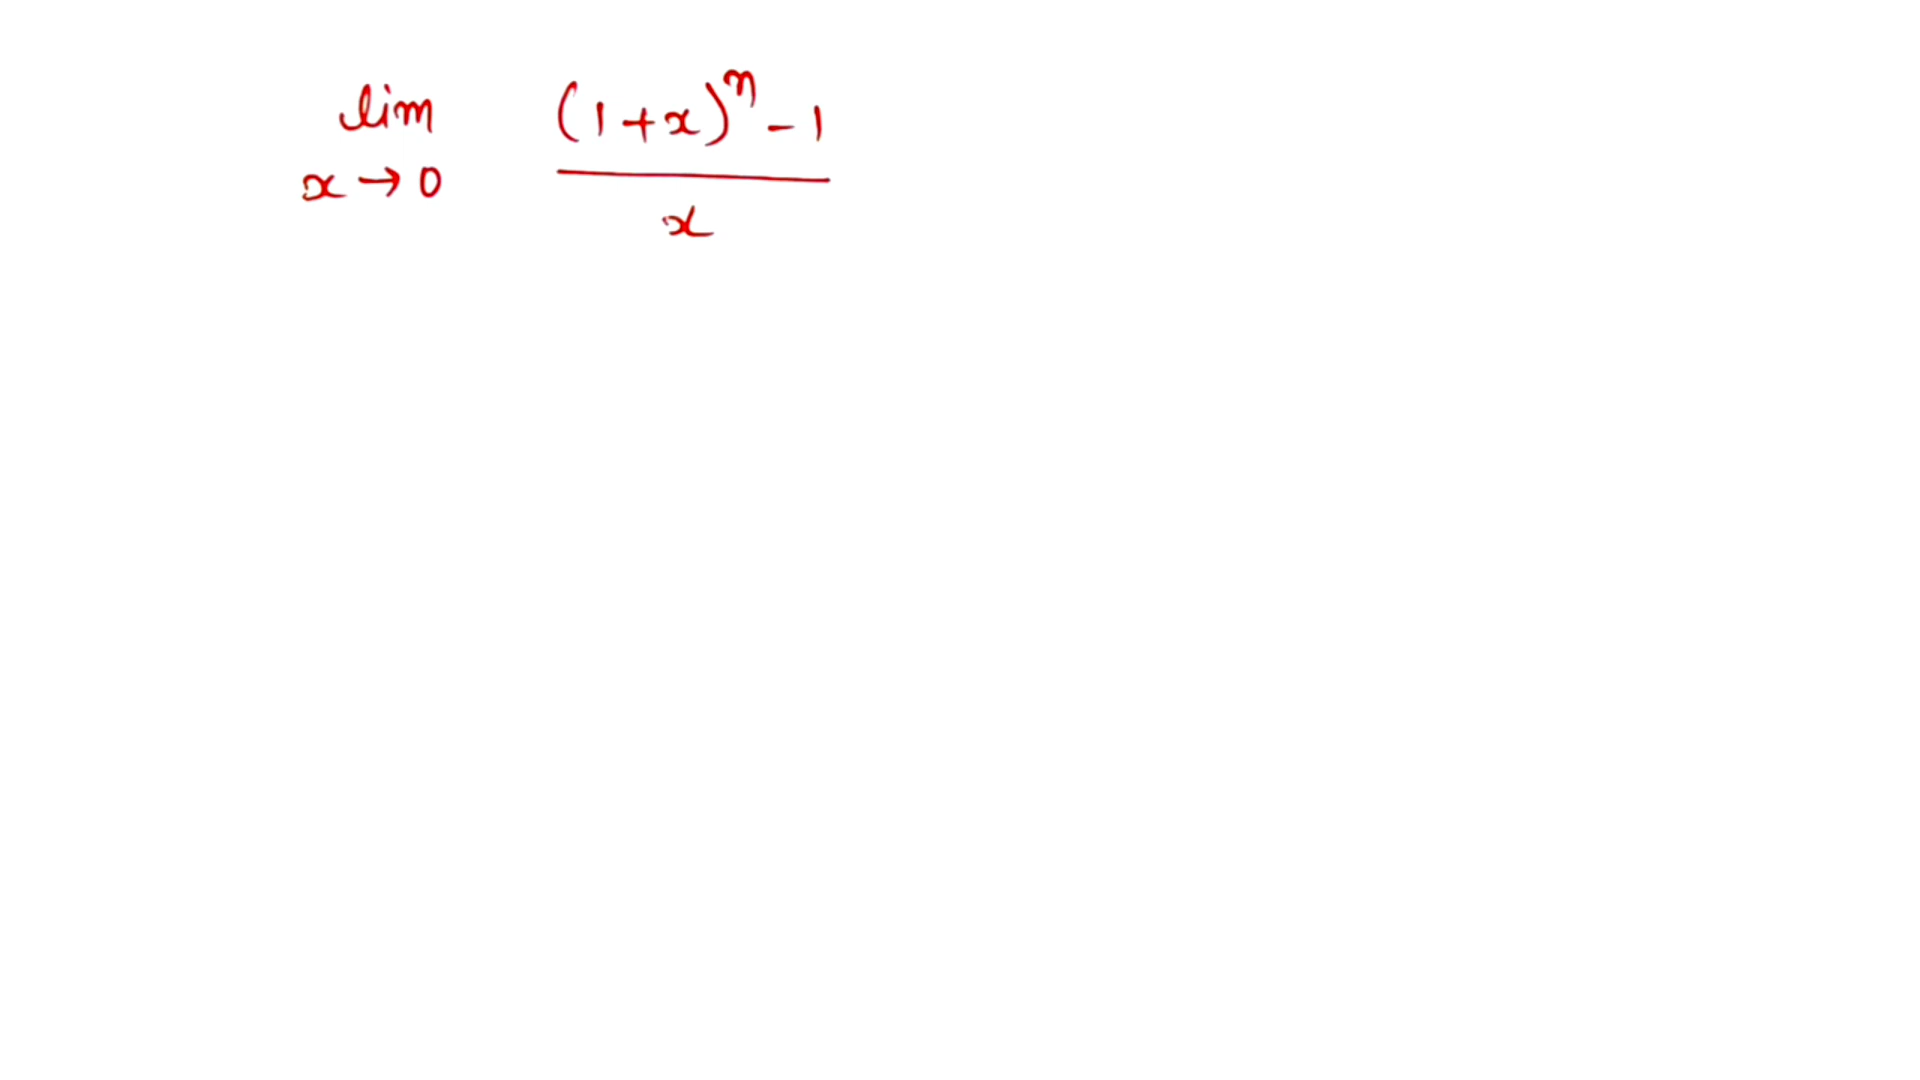 lim (1+x)^n - 1
x → 0 x